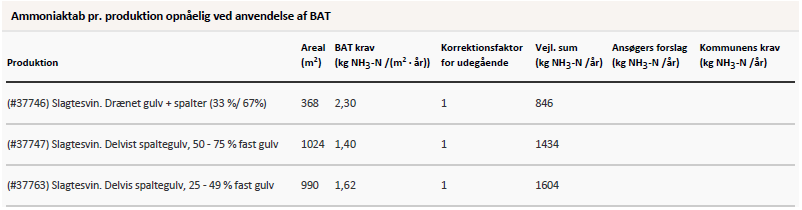 Ammoniaktab pr. produktion opnåelig ved anvendelse af BAT
Produktion Areal (m²) BAT krav (kg NH3-N /(m² · år)) Korrektionsfaktor for udegående Vejl. sum (kg NH3-N /år) Ansøgers forslag (kg NH3-N /år) Kommunens krav (kg NH3-N /år)
(#37746) Slagtesvin. Drænet gulv + spalter (33 %/ 67%) 368 2,30 1 846
(#37747) Slagtesvin. Delvist spaltegulv, 50 - 75 % fast gulv 1024 1,40 1 1434
(#37763) Slagtesvin. Delvis spaltegulv, 25 - 49 % fast gulv 990 1,62 1 1604